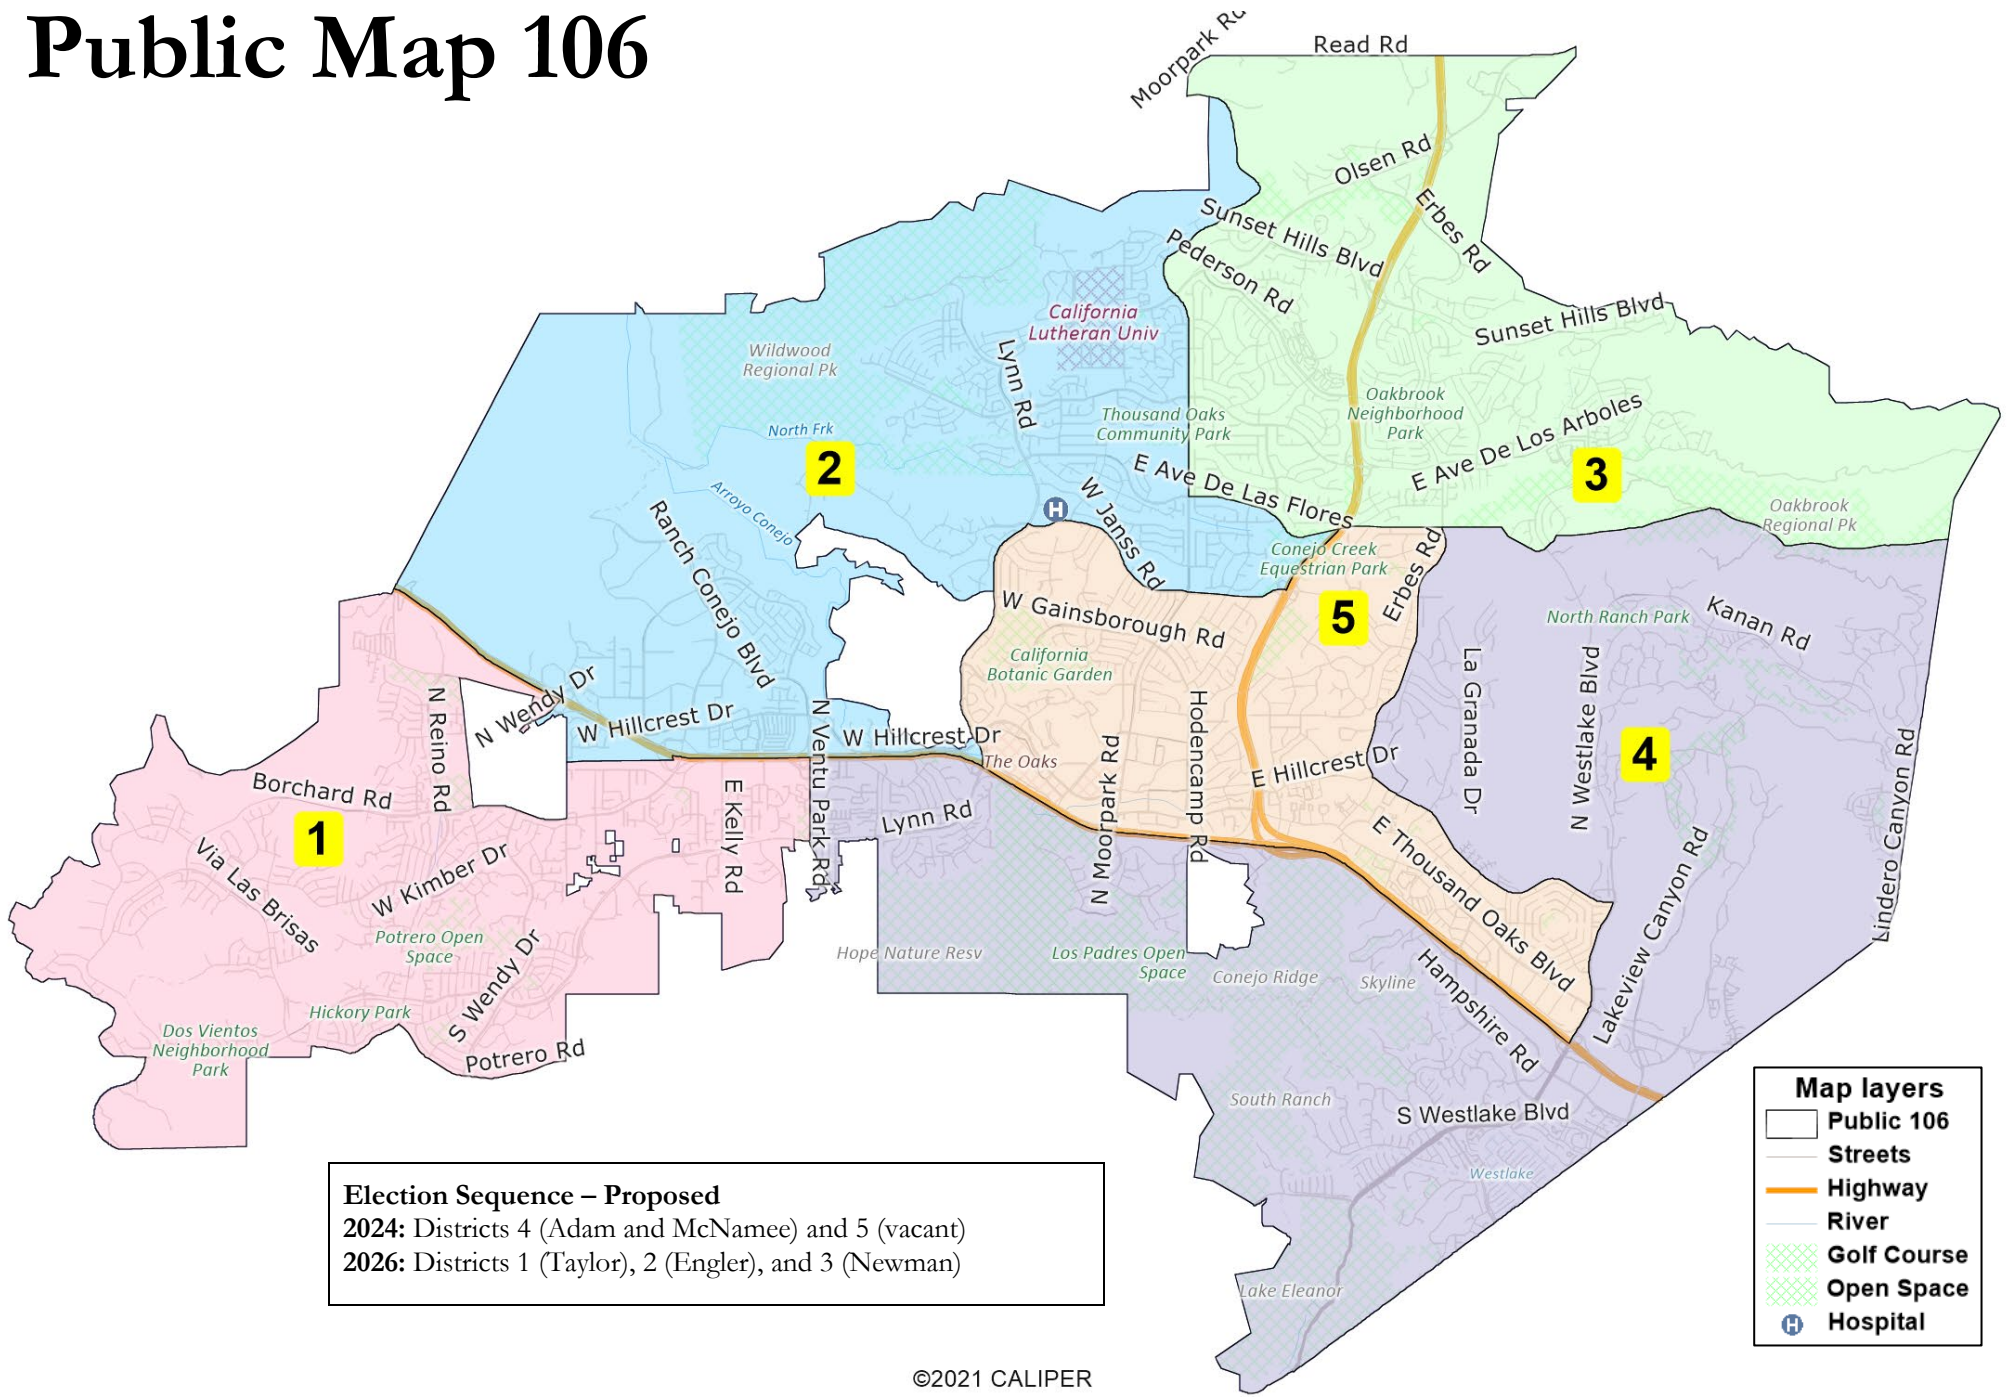 Public Map 106
Moorpark Rd
Read Rd
Olsen Rd
Erbes Rd
Sunset Hills Blvd
Pederson Rd
Sunset Hills Blvd
California
Lutheran Univ
Wildwood
Regional Pk
Lynn Rd
Oakbrook
Neighborhood
Park
Thousand Oaks
Community Park
E Ave De Los Arboles
North Frk
2
3
E Ave De Las Flores
Arroyo Conejo
H
W Janss Rd
Oakbrook
Regional Pk
Ranch Conejo Blvd
Conejo Creek
Equestrian Park
Erbes Rd
W Gainsborough Rd
5
North Ranch Park
Kanan Rd
California
Botanic Garden
La Granada Dr
N Westlake Blvd
N Reino Rd
N Wendy Dr
W Hillcrest Dr
N Ventu Park Rd
W Hillcrest Dr
The Oaks
Hodencamp Rd
N Moorpark Rd
E Hillcrest Dr
4
Lindero Canyon Rd
Borchard Rd
E Kelly Rd
Lynn Rd
1
Via Las Brisas
W Kimber Dr
E Thousand Oaks Blvd
Lakeview Canyon Rd
Potrero Open
Space
S Wendy Dr
Hope Nature Resv
Los Padres Open
Space
Conejo Ridge
Skyline
Hampshire Rd
Hickory Park
Dos Vientos
Neighborhood
Park
Potrero Rd
South Ranch
S Westlake Blvd
Westlake
Lake Eleanor
Election Sequence – Proposed
2024: Districts 4 (Adam and McNamee) and 5 (vacant)
2026: Districts 1 (Taylor), 2 (Engler), and 3 (Newman)
Map layers
Public 106
Streets
Highway
River
Golf Course
Open Space
H Hospital
©2021 CALIPER